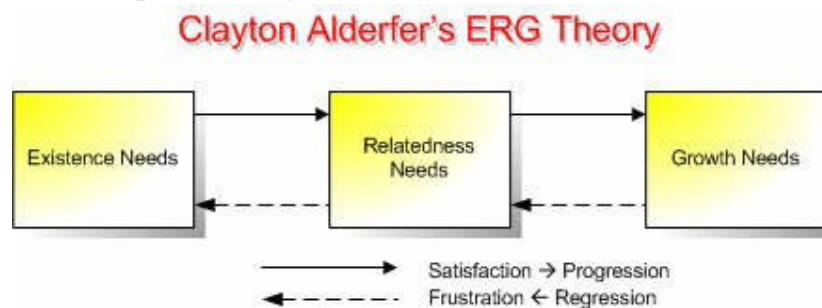 Clayton Alderfer's ERG Theory
Existence Needs
Relatedness
Needs
Growth Needs
Satisfaction → Progression
Frustration ← Regression